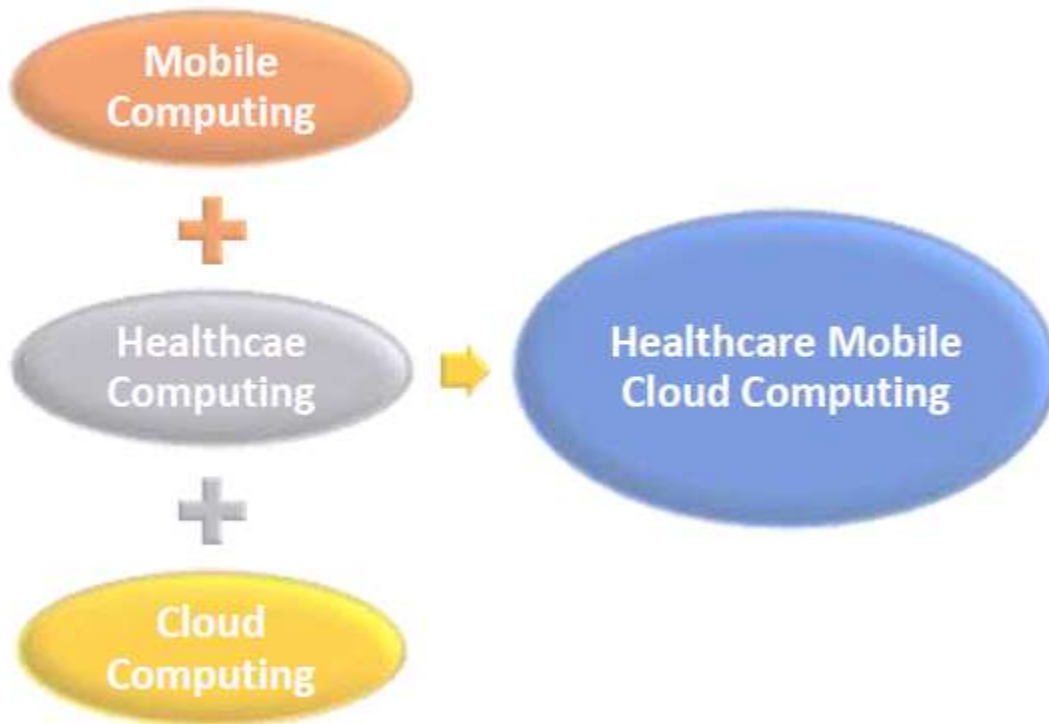 Mobile
Computing
Healthcae
Computing
Healthcare Mobile
Cloud Computing
Cloud
Computing